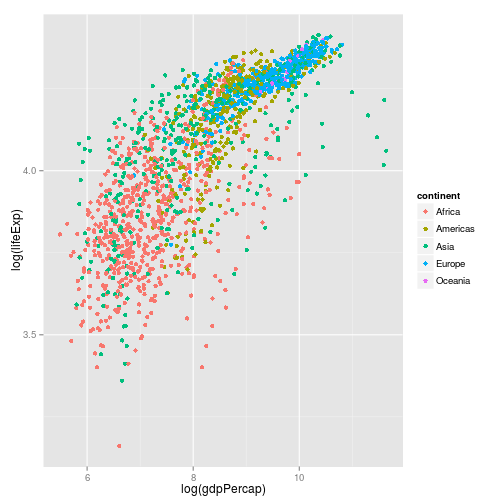 log(lifeExp)
4.0
3.5
6
8
10
log(gdpPercap)
continent
Africa
Americas
Asia
Europe
Oceania